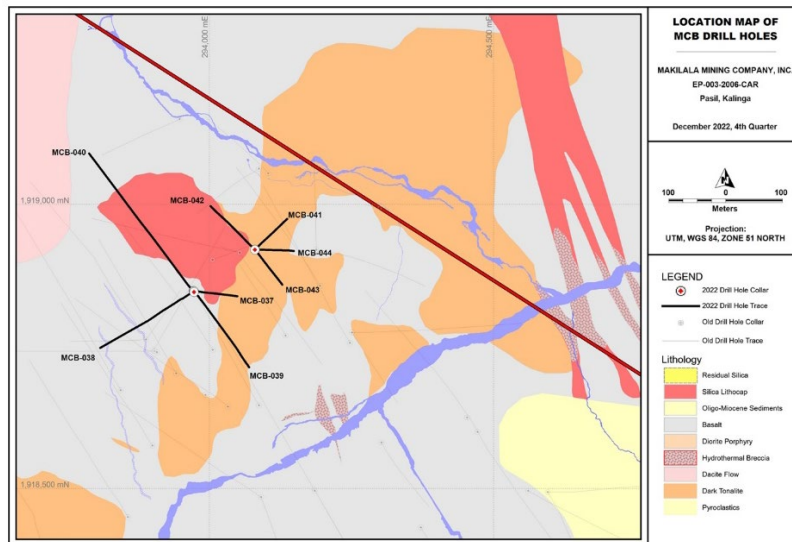 LOCATION MAP OF
MCB DRILL HOLES
MAKILALA MINING COMPANY, INC.
EP-003-2006-CAR
Pasil, Kalinga
December 2022, 4th Quarter
100 0 100
Meters
Projection:
UTM, WGS 84, ZONE 51 NORTH
LEGEND
2022 Drill Hole Collar
2022 Drill Hole Trace
Old Drill Hole Collar
Old Drill Hole Trace
Lithology
Residual Silica
Silica Lithocap
Oligo-Miocene Sediments
Basalt
Diorite Porphyry
Hydrothermal Breccia
Dacite Flow
Dark Tonalite
Pyroclastics
294,000 mE
294,500 mE
1,919,000 mN
1,918,500 mN
MCB-040
MCB-042
MCB-041
MCB-044
MCB-043
MCB-037
MCB-038
MCB-039